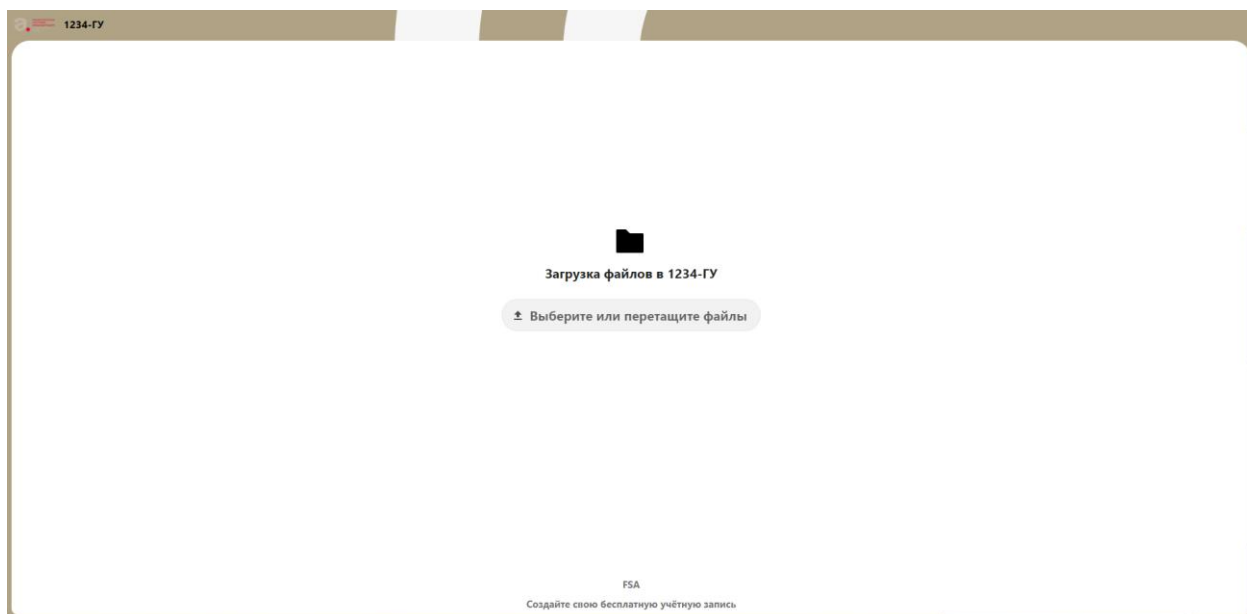 1234-ГУ
Загрузка файлов в 1234-ГУ
Выберите или перетащите файлы
FSA
Создайте свою бесплатную учётную запись